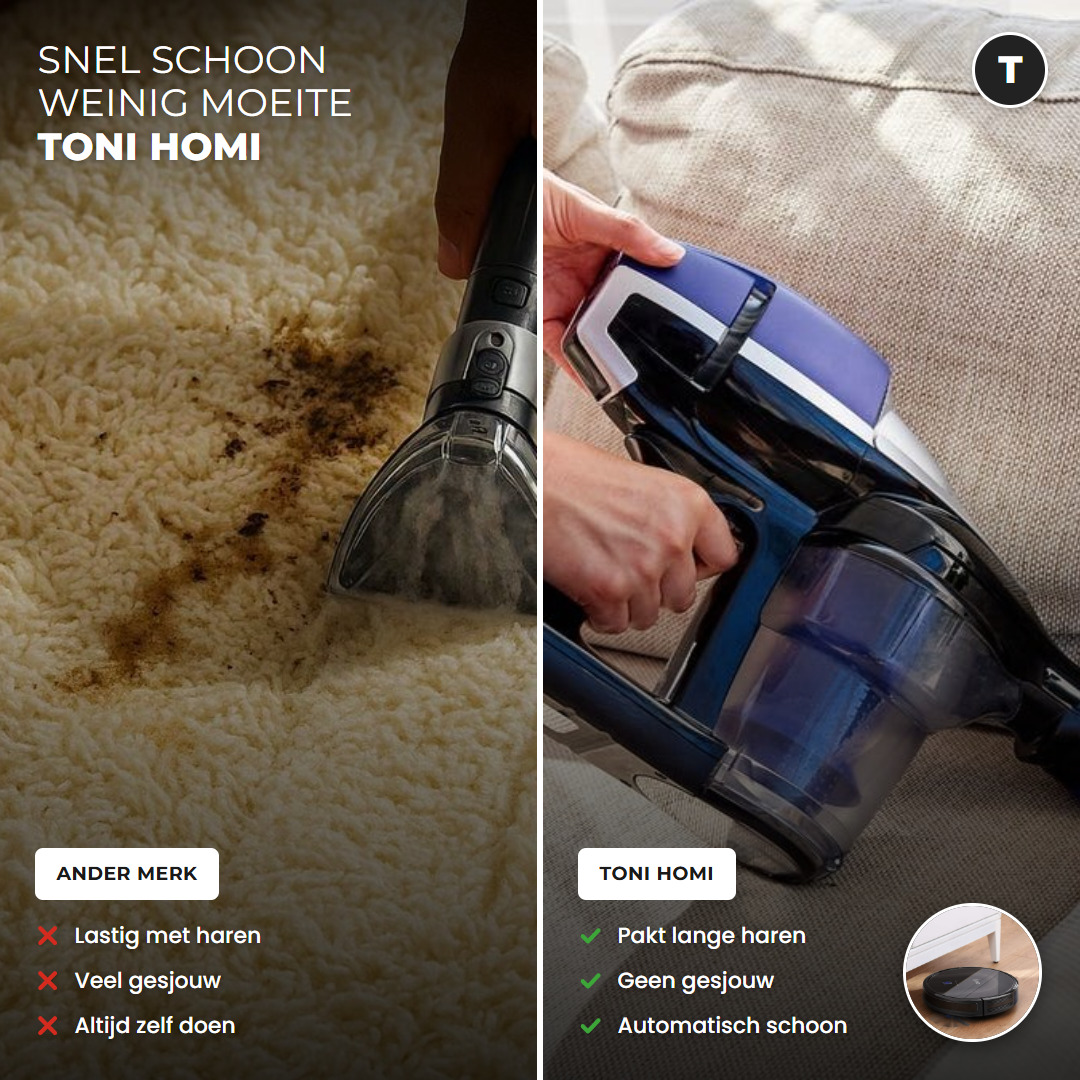 SNEL SCHOON
WEINIG MOEITE
TONI HOMI
T
ANDER MERK
Lastig met haren
Veel gesjouw
Altijd zelf doen
TONI HOMI
Pakt lange haren
Geen gesjouw
Automatisch schoon